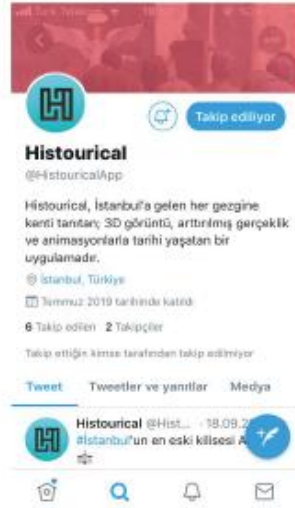 Takip ediliyor
Histourical
@HistouricalApp
Histourical, İstanbul'a gelen her gezgine
kenti tanıtan; 3D görüntü, arttırılmış gerçeklik
ve animasyonlarla tarihi yaşatan bir
uygulamadır.
İstanbul, Türkiye
Temmuz 2019 tarihinde katıldı
6 Takip edilen 2 Takipçiler
Takip ettiğin kimse tarafından takip edilmiyor
Tweet Tweetler ve yanıtlar Medya
Histourical @Hist... · 18.09.2
#İstanbul'un en eski kilisesi A